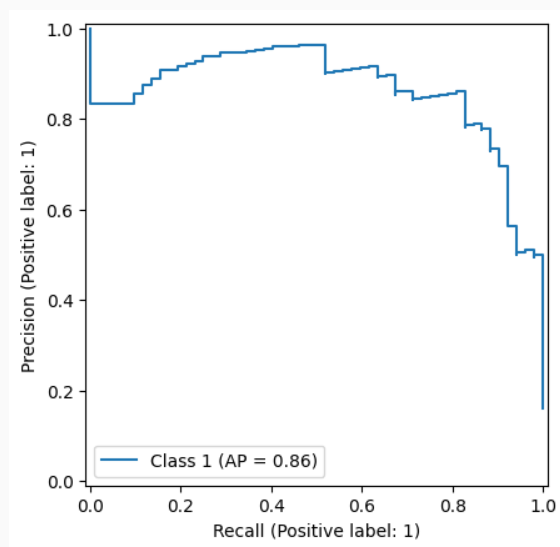 1.0
0.8
0.6
0.4
0.2
0.0
Precision (Positive label: 1)
Class 1 (AP = 0.86)
0.0 0.2 0.4 0.6 0.8 1.0
Recall (Positive label: 1)